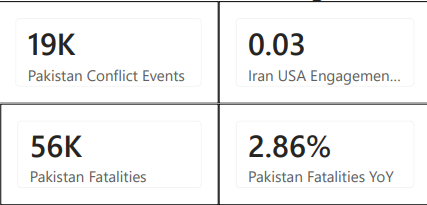 19K
Pakistan Conflict Events
0.03
Iran USA Engagemen...
56K
Pakistan Fatalities
2.86%
Pakistan Fatalities YoY